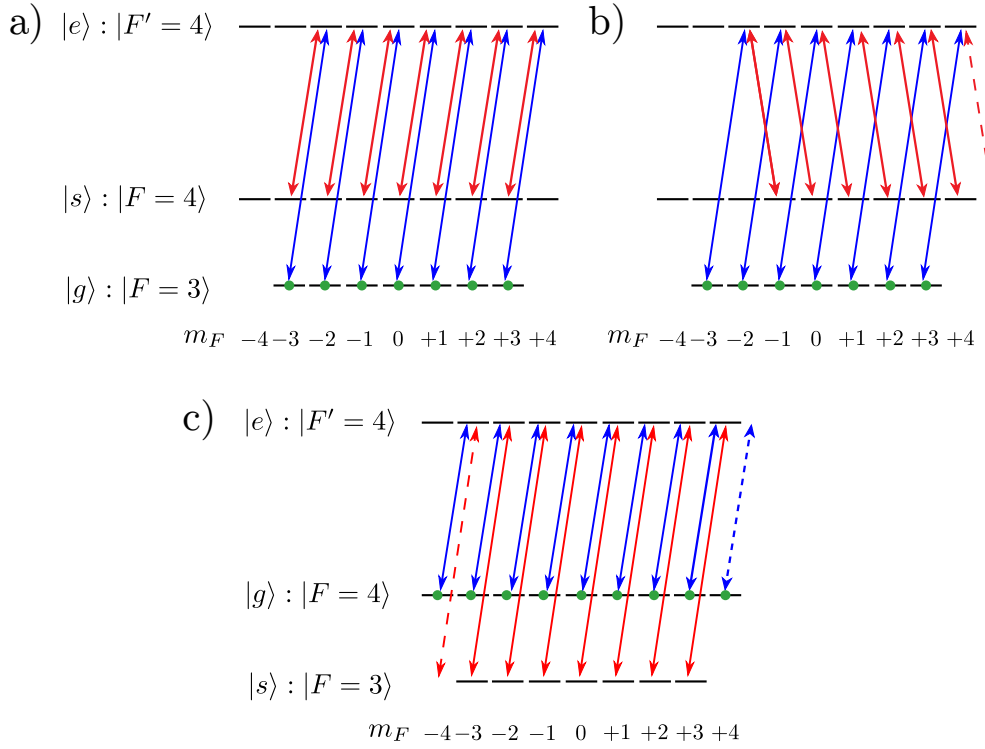 a) |e⟩ : |F′ = 4⟩
|s⟩ : |F = 4⟩
|g⟩ : |F = 3⟩
m_F −4 −3 −2 −1 0 +1 +2 +3 +4
b)
m_F −4 −3 −2 −1 0 +1 +2 +3 +4
c) |e⟩ : |F′ = 4⟩
|g⟩ : |F = 4⟩
|s⟩ : |F = 3⟩
m_F −4 −3 −2 −1 0 +1 +2 +3 +4